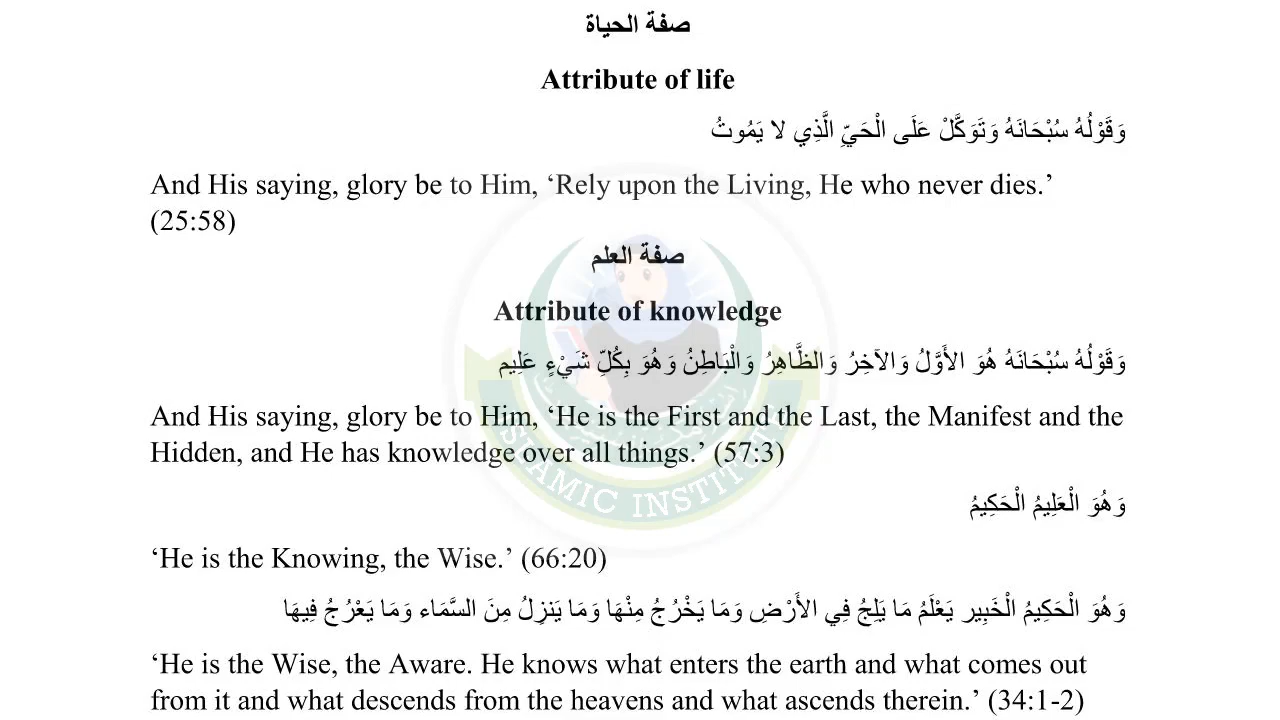 صفة الحياة
Attribute of life
وَقَوْلُهُ سُبْحَانَهُ وَتَوَكَّلْ عَلَى الْحَيِّ الَّذِي لا يَمُوتُ
And His saying, glory be to Him, ‘Rely upon the Living, He who never dies.’
(25:58)
صفة العلم
Attribute of knowledge
وَقَوْلُهُ سُبْحَانَهُ هُوَ الأَوَّلُ وَالآخِرُ وَالظَّاهِرُ وَالْبَاطِنُ وَهُوَ بِكُلِّ شَيْءٍ عَلِيم
And His saying, glory be to Him, ‘He is the First and the Last, the Manifest and the
Hidden, and He has knowledge over all things.’ (57:3)
ISLAMIC INSTITUTE
وَهُوَ الْعَلِيمُ الْحَكِيمُ
‘He is the Knowing, the Wise.’ (66:20)
وَهُوَ الْحَكِيمُ الْخَبِير يَعْلَمُ مَا يَلِجُ فِي الأَرْضِ وَمَا يَخْرُجُ مِنْهَا وَمَا يَنزِلُ مِنَ السَّمَاء وَمَا يَعْرُجُ فِيهَا
‘He is the Wise, the Aware. He knows what enters the earth and what comes out
from it and what descends from the heavens and what ascends therein.’ (34:1-2)